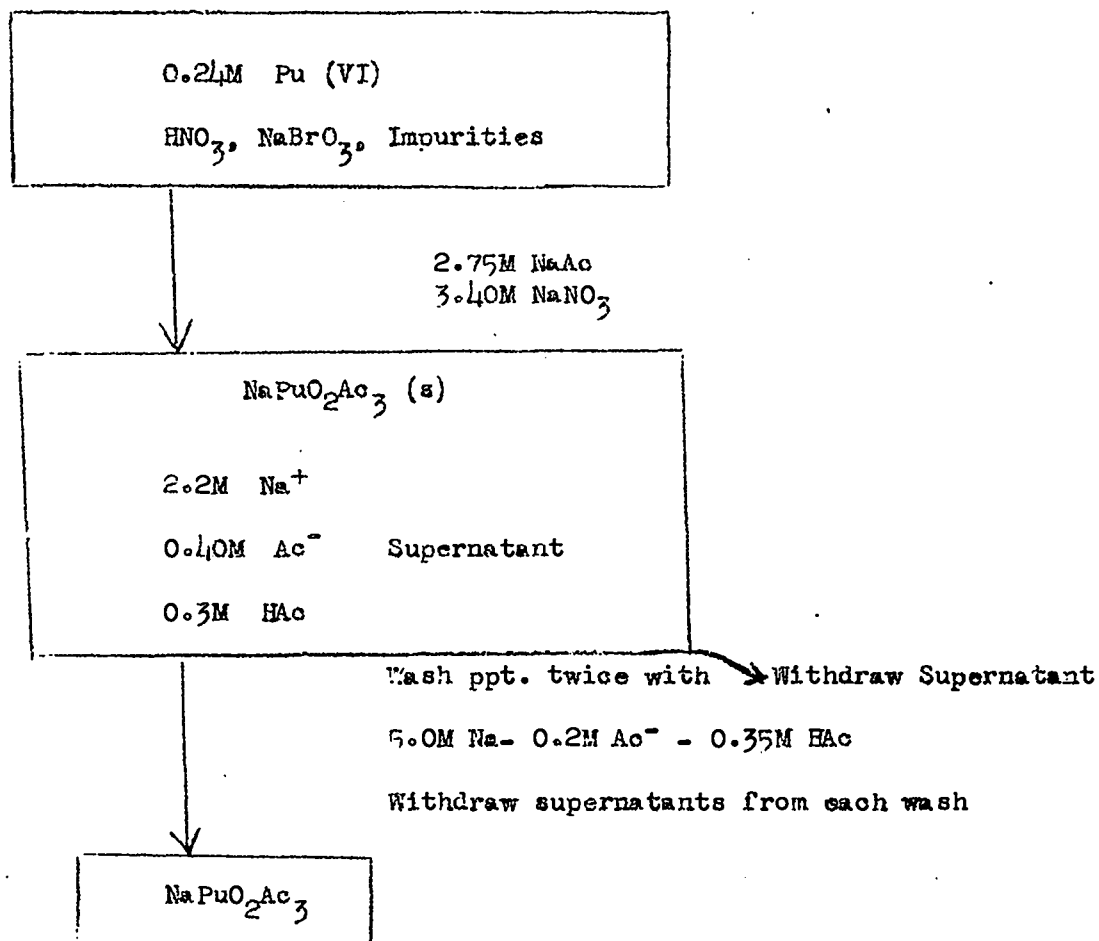 0.24M Pu (VI)
HNO3, NaBrO3, Impurities
2.75M NaAc
3.40M NaNO3
NaPuO2Ac3 (s)
2.2M Na+
0.40M Ac- Supernatant
0.3M HAc
Wash ppt. twice with Withdraw Supernatant
5.0M Na- 0.2M Ac- - 0.35M HAc
Withdraw supernatants from each wash
NaPuO2Ac3